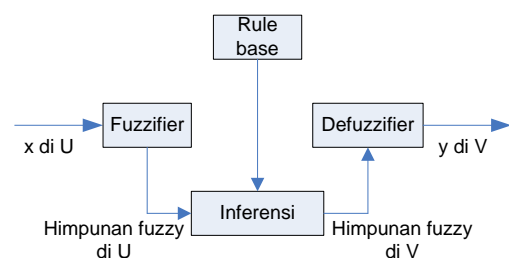 Rule
base
Fuzzifier
Defuzzifier
x di U
y di V
Inferensi
Himpunan fuzzy
di U
Himpunan fuzzy
di V